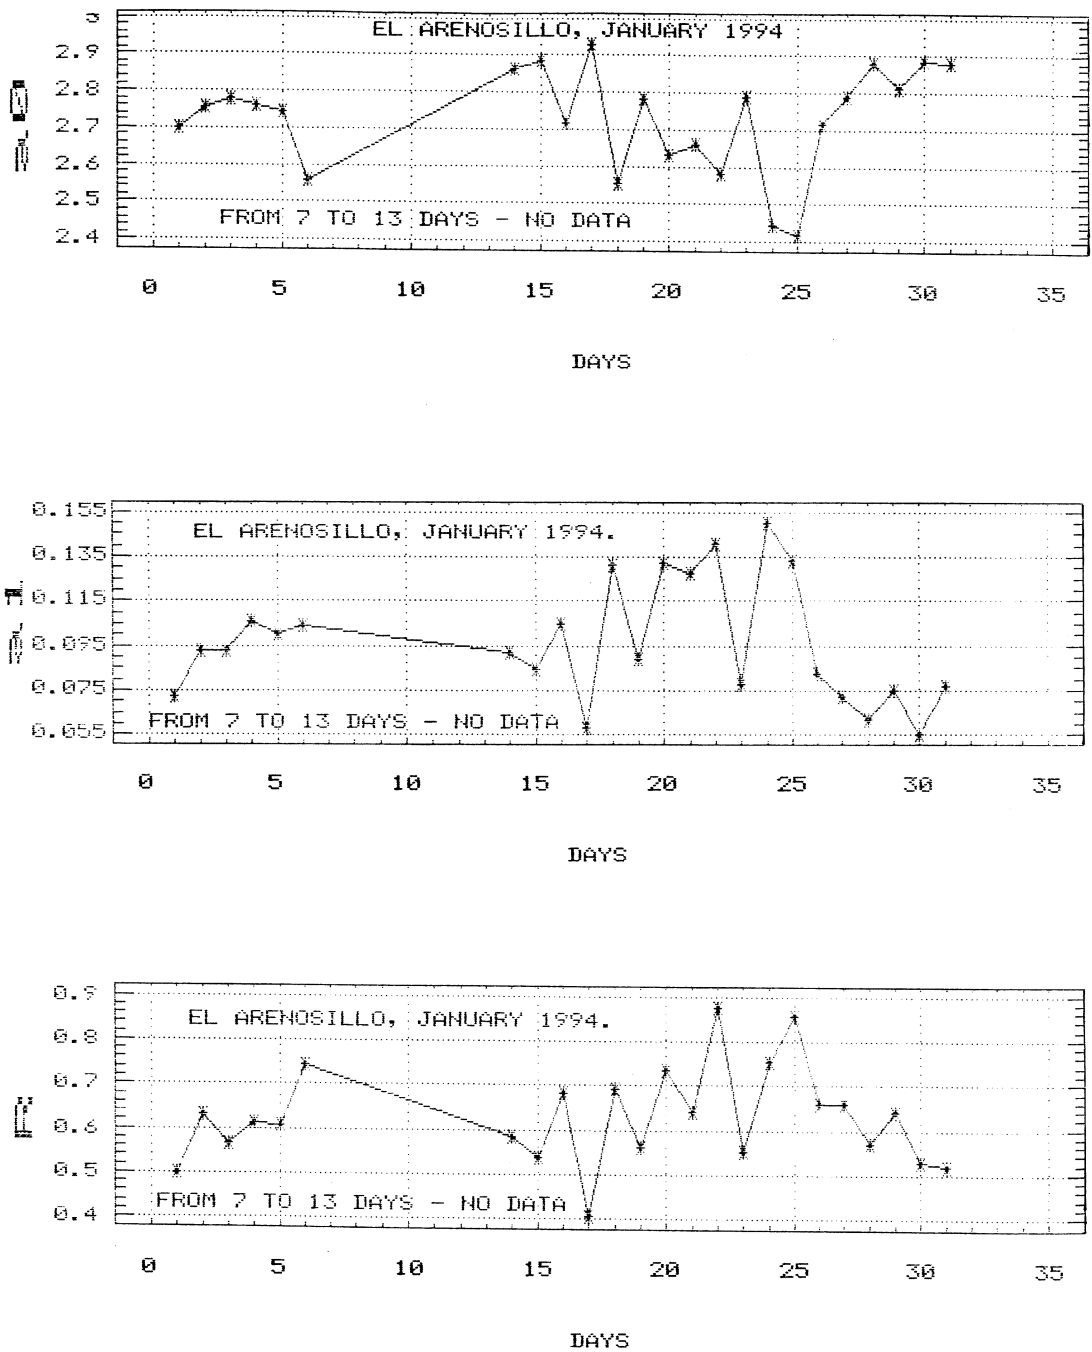 3
EL ARENOSILLO, JANUARY 1994
2.9
2.8
2.7
2.6
2.5
FROM 7 TO 13 DAYS - NO DATA
2.4
0 5 10 15 20 25 30 35
DAYS
0.155
EL ARENOSILLO, JANUARY 1994.
0.135
0.115
0.095
0.075
FROM 7 TO 13 DAYS - NO DATA
0.055
0 5 10 15 20 25 30 35
DAYS
0.9
EL ARENOSILLO, JANUARY 1994.
0.8
0.7
0.6
0.5
FROM 7 TO 13 DAYS - NO DATA
0.4
0 5 10 15 20 25 30 35
DAYS